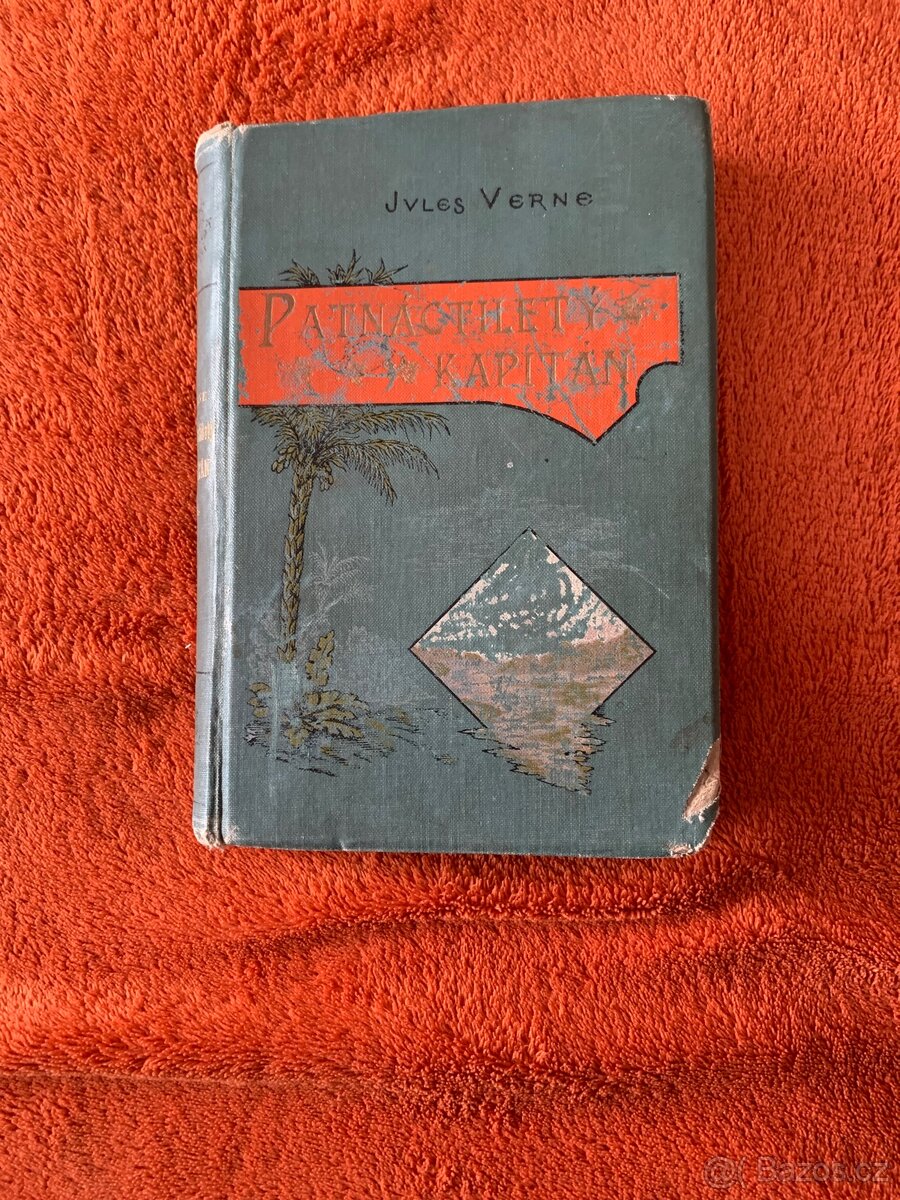 JVLES VERNE
PATNÁCTILETÝ
KAPITÁN
Bazos.cz